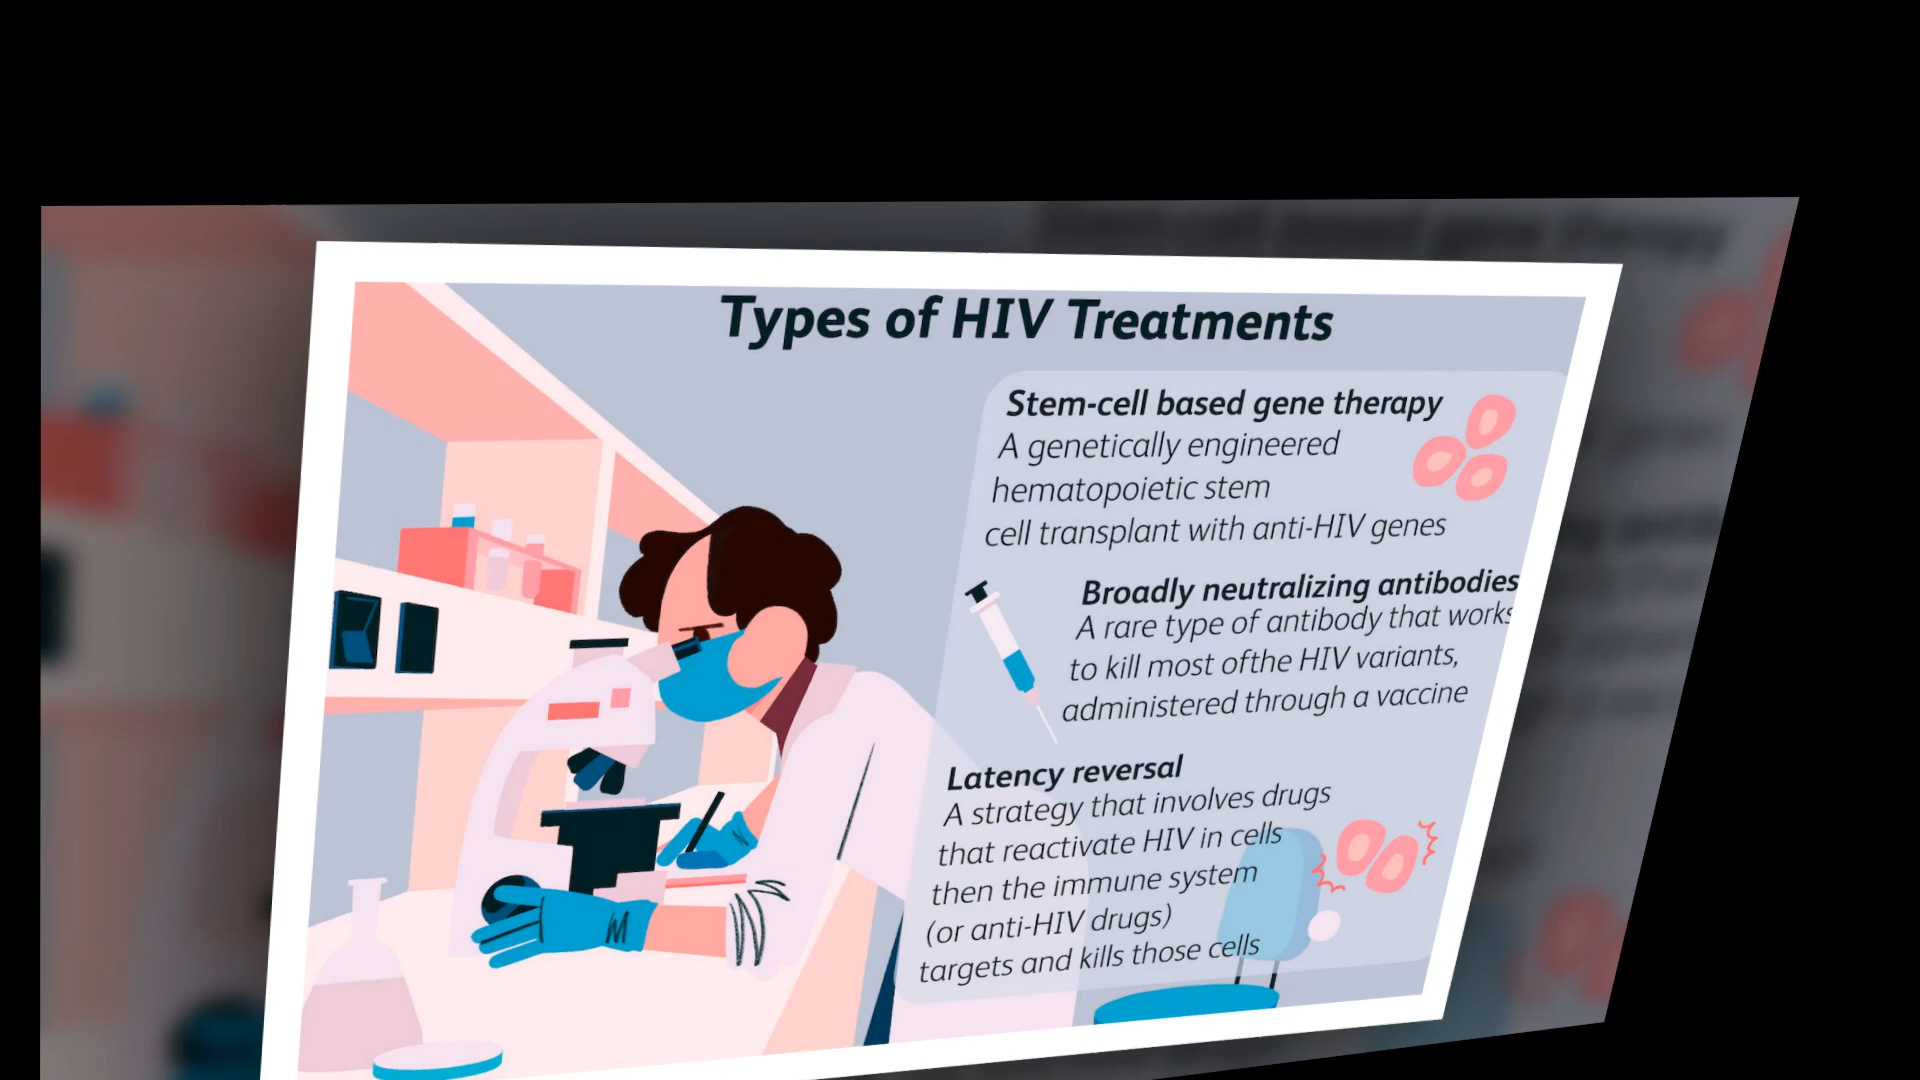 Types of HIV Treatments
Stem-cell based gene therapy
A genetically engineered
hematopoietic stem
cell transplant with anti-HIV genes
Broadly neutralizing antibodies
A rare type of antibody that works
to kill most ofthe HIV variants,
administered through a vaccine
Latency reversal
A strategy that involves drugs
that reactivate HIV in cells
then the immune system
(or anti-HIV drugs)
targets and kills those cells